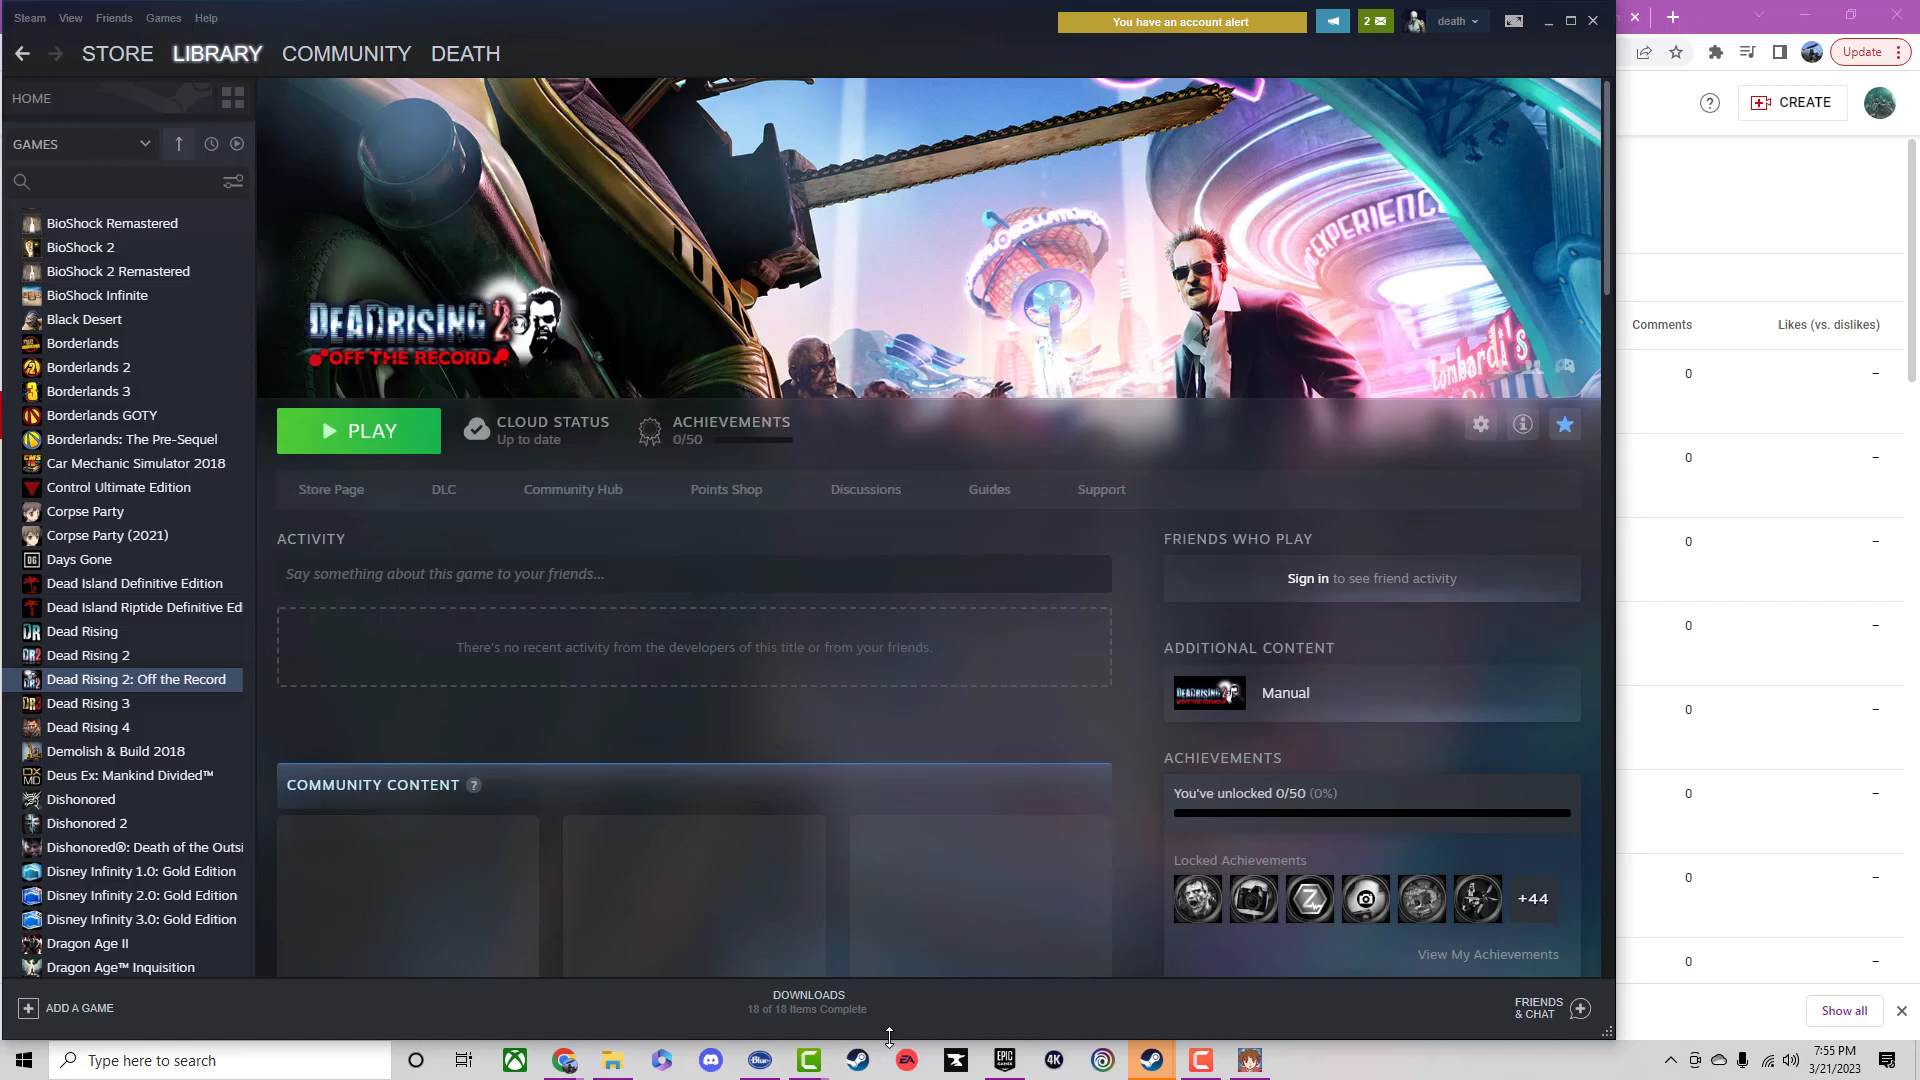 Steam View Friends Games Help
You have an account alert
2
death
STORE LIBRARY COMMUNITY DEATH
Update
HOME
CREATE
GAMES
BioShock Remastered
BioShock 2
BioShock 2 Remastered
BioShock Infinite
Black Desert
Borderlands
Borderlands 2
Borderlands 3
Borderlands GOTY
Borderlands: The Pre-Sequel
Car Mechanic Simulator 2018
Control Ultimate Edition
Corpse Party
Corpse Party (2021)
Days Gone
Dead Island Definitive Edition
Dead Island Riptide Definitive Edi
Dead Rising
Dead Rising 2
Dead Rising 2: Off the Record
Dead Rising 3
Dead Rising 4
Demolish & Build 2018
Deus Ex: Mankind Divided™
Dishonored
Dishonored 2
Dishonored®: Death of the Outsi
Disney Infinity 1.0: Gold Edition
Disney Infinity 2.0: Gold Edition
Disney Infinity 3.0: Gold Edition
Dragon Age II
Dragon Age™ Inquisition
EXPERIENCE
DEADRISING 2
OFF THE RECORD
Lombardi's
PLAY
CLOUD STATUS
Up to date
ACHIEVEMENTS
0/50
Store Page DLC Community Hub Points Shop Discussions Guides Support
ACTIVITY
Say something about this game to your friends...
There's no recent activity from the developers of this title or from your friends.
COMMUNITY CONTENT ?
FRIENDS WHO PLAY
Sign in to see friend activity
ADDITIONAL CONTENT
Manual
ACHIEVEMENTS
You've unlocked 0/50 (0%)
Locked Achievements
+44
View My Achievements
Comments Likes (vs. dislikes)
0 –
0 –
0 –
0 –
0 –
0 –
0 –
0 –
ADD A GAME
DOWNLOADS
18 of 18 Items Complete
FRIENDS
& CHAT
Show all
Type here to search
Blue
EA
EPIC
GAMES
4K
7:55 PM
3/21/2023